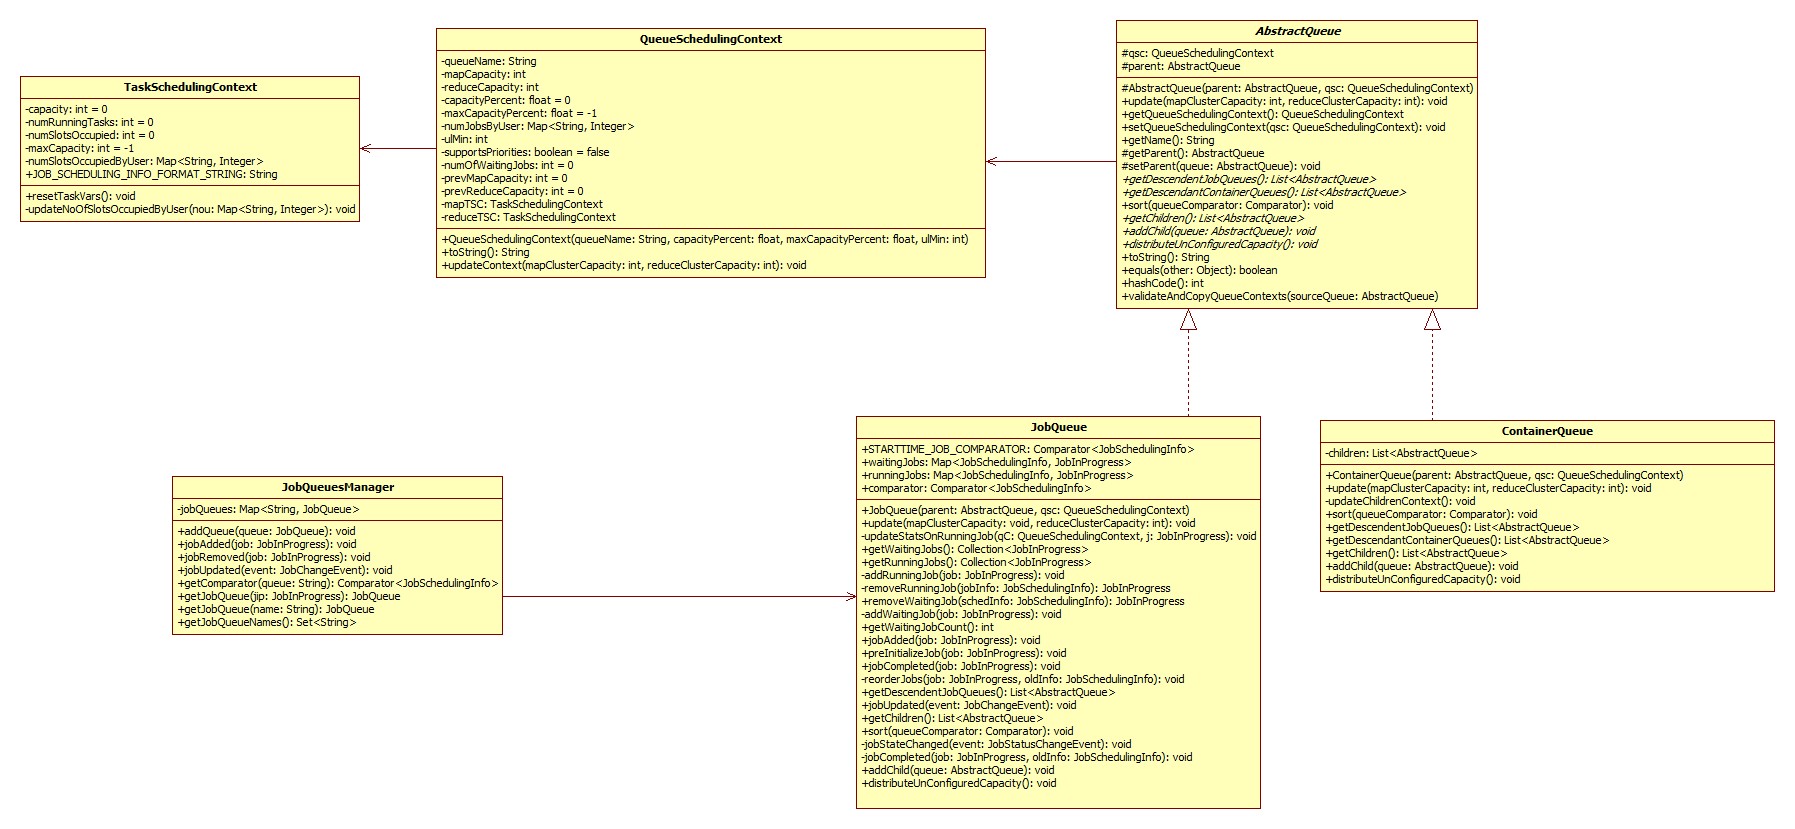 TaskSchedulingContext
-capacity: int = 0
-numRunningTasks: int = 0
-numSlotsOccupied: int = 0
-maxCapacity: int = -1
-numSlotsOccupiedByUser: Map<String, Integer>
+JOB_SCHEDULING_INFO_FORMAT_STRING: String
+resetTaskVars(): void
-updateNoOfSlotsOccupiedByUser(nou: Map<String, Integer>): void
QueueSchedulingContext
-queueName: String
-mapCapacity: int
-reduceCapacity: int
-capacityPercent: float = 0
-maxCapacityPercent: float = -1
-numJobsByUser: Map<String, Integer>
-ulMin: int
-supportsPriorities: boolean = false
-numOfWaitingJobs: int = 0
-prevMapCapacity: int = 0
-prevReduceCapacity: int = 0
-mapTSC: TaskSchedulingContext
-reduceTSC: TaskSchedulingContext
+QueueSchedulingContext(queueName: String, capacityPercent: float, maxCapacityPercent: float, ulMin: int)
+toString(): String
+updateContext(mapClusterCapacity: int, reduceClusterCapacity: int): void
AbstractQueue
#qsc: QueueSchedulingContext
#parent: AbstractQueue
#AbstractQueue(parent: AbstractQueue, qsc: QueueSchedulingContext)
+update(mapClusterCapacity: int, reduceClusterCapacity: int): void
+getQueueSchedulingContext(): QueueSchedulingContext
+setQueueSchedulingContext(qsc: QueueSchedulingContext): void
+getName(): String
#getParent(): AbstractQueue
#setParent(queue: AbstractQueue): void
+getDescendentJobQueues(): List<AbstractQueue>
+getDescendantContainerQueues(): List<AbstractQueue>
+sort(queueComparator: Comparator): void
+getChildren(): List<AbstractQueue>
+addChild(queue: AbstractQueue): void
+distributeUnConfiguredCapacity(): void
+toString(): String
+equals(other: Object): boolean
+hashCode(): int
+validateAndCopyQueueContexts(sourceQueue: AbstractQueue)
JobQueuesManager
-jobQueues: Map<String, JobQueue>
+addQueue(queue: JobQueue): void
+jobAdded(job: JobInProgress): void
+jobRemoved(job: JobInProgress): void
+jobUpdated(event: JobChangeEvent): void
+getComparator(queue: String): Comparator<JobSchedulingInfo>
+getJobQueue(jip: JobInProgress): JobQueue
+getJobQueue(name: String): JobQueue
+getJobQueueNames(): Set<String>
JobQueue
+STARTTIME_JOB_COMPARATOR: Comparator<JobSchedulingInfo>
+waitingJobs: Map<JobSchedulingInfo, JobInProgress>
+runningJobs: Map<JobSchedulingInfo, JobInProgress>
+comparator: Comparator<JobSchedulingInfo>
+JobQueue(parent: AbstractQueue, qsc: QueueSchedulingContext)
+update(mapClusterCapacity: void, reduceClusterCapacity: int): void
-updateStatsOnRunningJob(qC: QueueSchedulingContext, j: JobInProgress): void
+getWaitingJobs(): Collection<JobInProgress>
+getRunningJobs(): Collection<JobInProgress>
-addRunningJob(job: JobInProgress): void
-removeRunningJob(jobInfo: JobSchedulingInfo): JobInProgress
+removeWaitingJob(schedInfo: JobSchedulingInfo): JobInProgress
-addWaitingJob(job: JobInProgress): void
+getWaitingJobCount(): int
+jobAdded(job: JobInProgress): void
+preInitializeJob(job: JobInProgress): void
+jobCompleted(job: JobInProgress): void
-reorderJobs(job: JobInProgress, oldInfo: JobSchedulingInfo): void
+getDescendentJobQueues(): List<AbstractQueue>
+jobUpdated(event: JobChangeEvent): void
+getChildren(): List<AbstractQueue>
+sort(queueComparator: Comparator): void
-jobStateChanged(event: JobStatusChangeEvent): void
-jobCompleted(job: JobInProgress, oldInfo: JobSchedulingInfo): void
+addChild(queue: AbstractQueue): void
+distributeUnConfiguredCapacity(): void
ContainerQueue
-children: List<AbstractQueue>
+ContainerQueue(parent: AbstractQueue, qsc: QueueSchedulingContext)
+update(mapClusterCapacity: int, reduceClusterCapacity: int): void
-updateChildrenContext(): void
+sort(queueComparator: Comparator): void
+getDescendentJobQueues(): List<AbstractQueue>
+getDescendantContainerQueues(): List<AbstractQueue>
+getChildren(): List<AbstractQueue>
+addChild(queue: AbstractQueue): void
+distributeUnConfiguredCapacity(): void